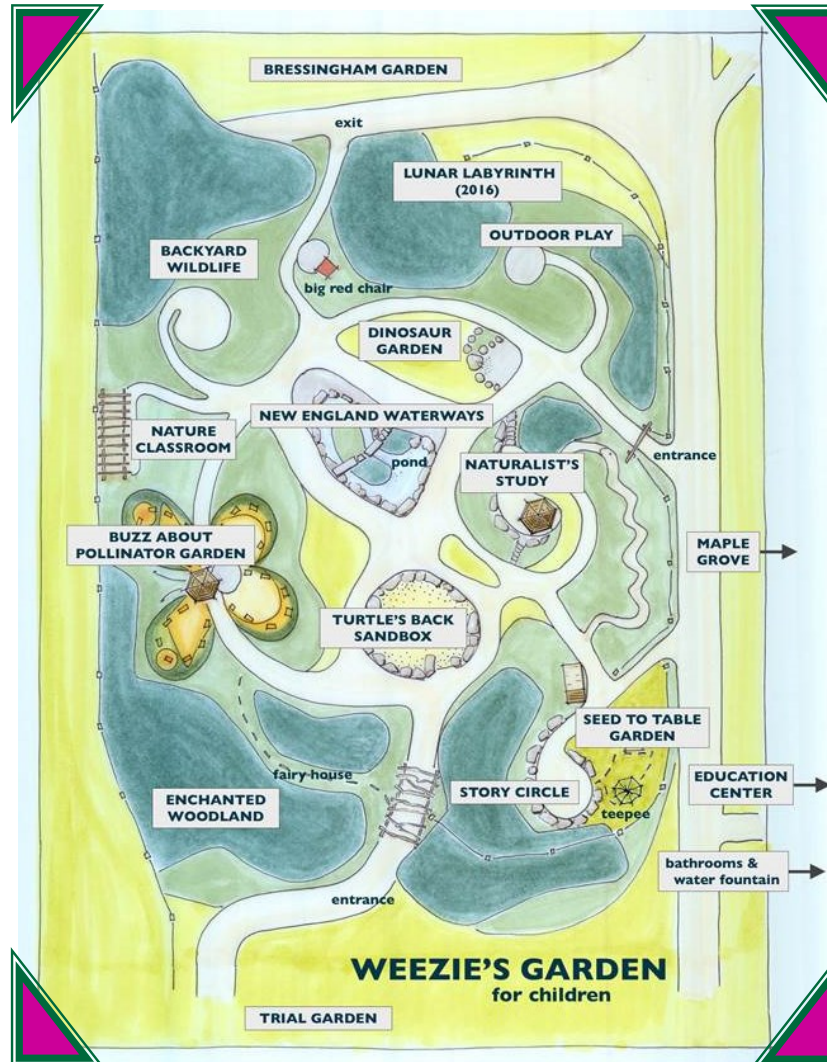 BRESSINGHAM GARDEN
exit
LUNAR LABYRINTH
(2016)
OUTDOOR PLAY
BACKYARD
WILDLIFE
big red chair
DINOSAUR
GARDEN
NEW ENGLAND WATERWAYS
NATURE
CLASSROOM
pond
NATURALIST'S
STUDY
entrance
BUZZ ABOUT
POLLINATOR GARDEN
MAPLE
GROVE
TURTLE'S BACK
SANDBOX
SEED TO TABLE
GARDEN
fairy house
EDUCATION
CENTER
STORY CIRCLE
ENCHANTED
WOODLAND
teepee
bathrooms &
water fountain
entrance
WEEZIE'S GARDEN
for children
TRIAL GARDEN